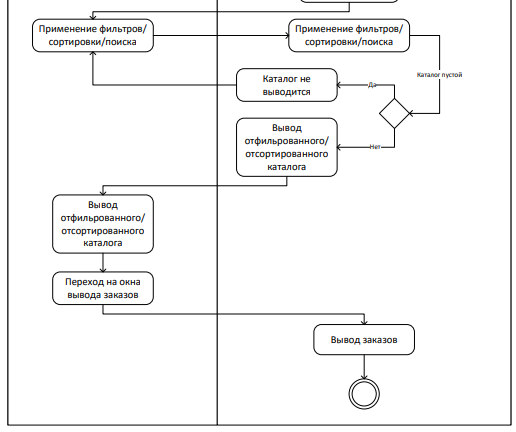 Применение фильтров/
сортировки/поиска
Применение фильтров/
сортировки/поиска
Каталог пустой
Каталог не
выводится
Да
Вывод
отфильрованного/
отсортированного
каталога
Нет
Вывод
отфильрованного/
отсортированного
каталога
Переход на окна
вывода заказов
Вывод заказов